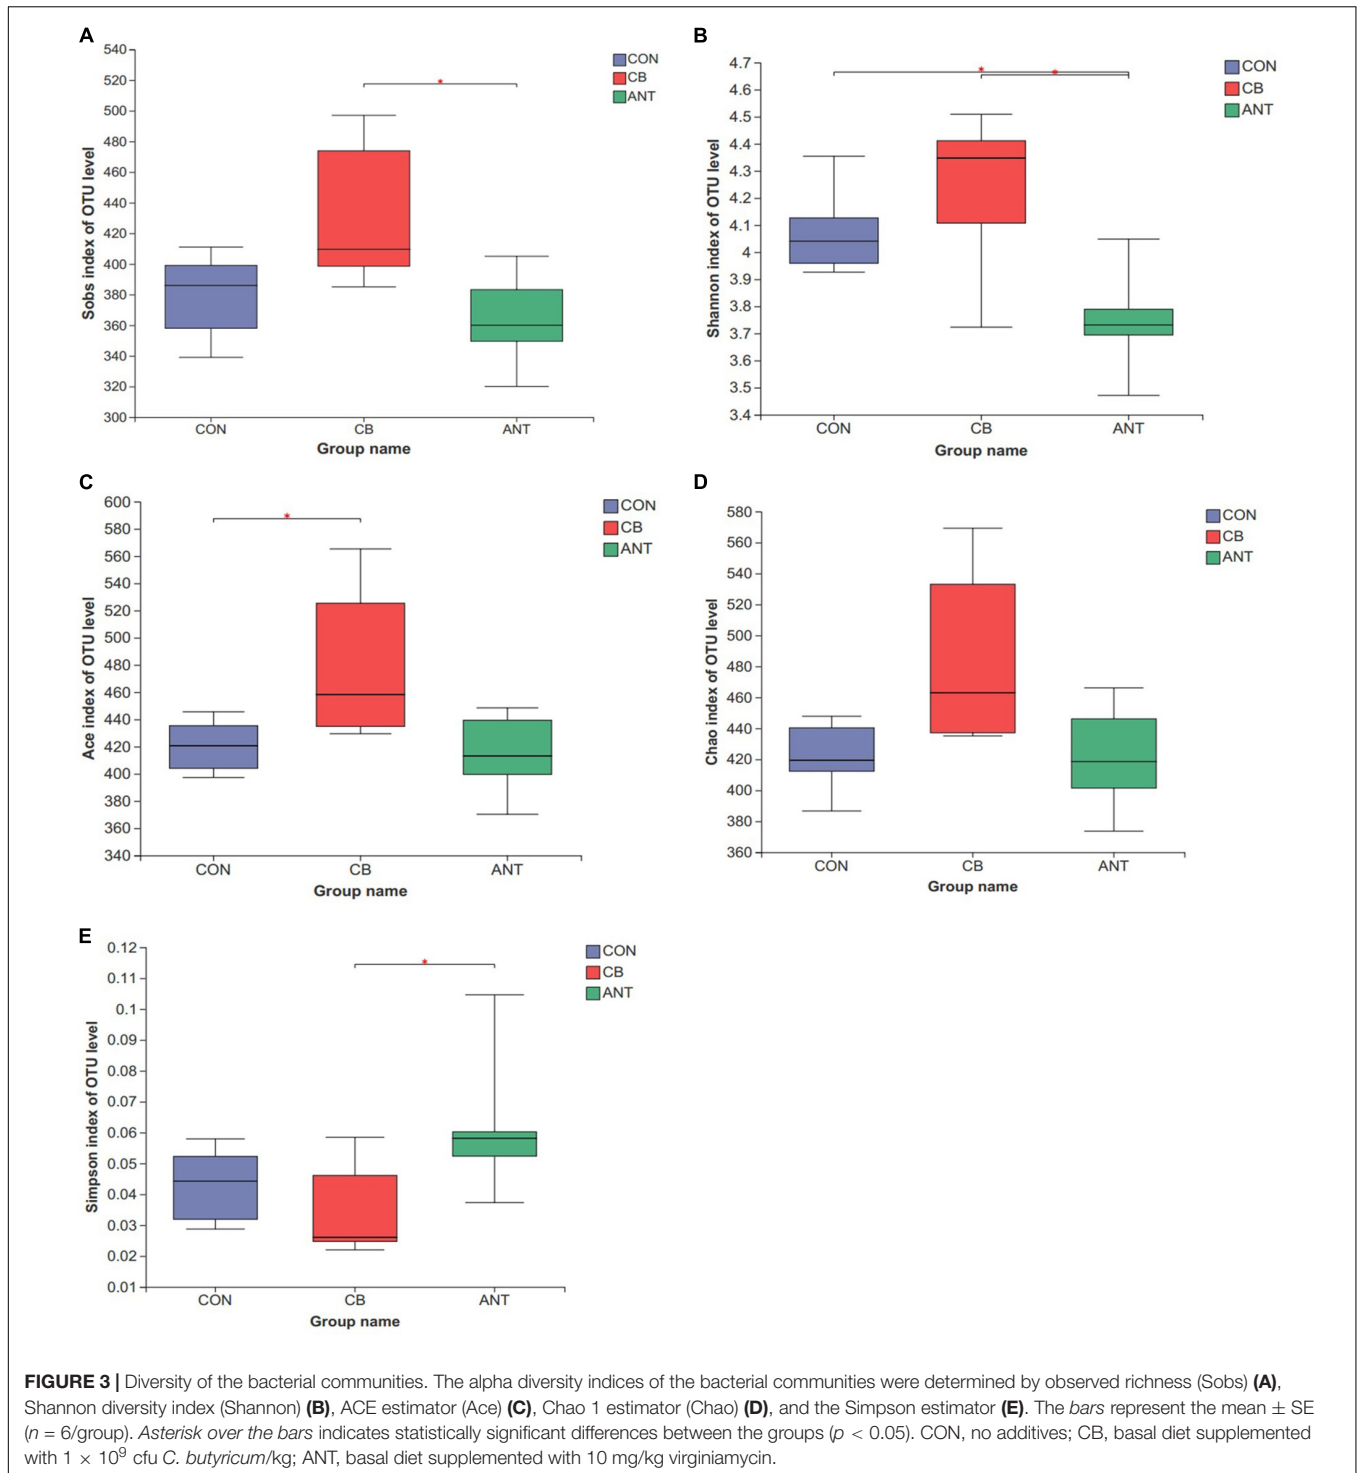 A
540
520
500
480
460
440
420
400
380
360
340
320
300
Sobs index of OTU level
CON
CB
ANT
Group name
*
CON
CB
ANT
B
4.7
4.6
4.5
4.4
4.3
4.2
4.1
4
3.9
3.8
3.7
3.6
3.5
3.4
Shannon index of OTU level
CON
CB
ANT
Group name
*
*
CON
CB
ANT
C
600
580
560
540
520
500
480
460
440
420
400
380
360
340
Ace index of OTU level
CON
CB
ANT
Group name
*
CON
CB
ANT
D
580
560
540
520
500
480
460
440
420
400
380
360
Chao index of OTU level
CON
CB
ANT
Group name
CON
CB
ANT
E
0.12
0.11
0.1
0.09
0.08
0.07
0.06
0.05
0.04
0.03
0.02
0.01
Simpson index of OTU level
CON
CB
ANT
Group name
*
CON
CB
ANT
FIGURE 3 | Diversity of the bacterial communities. The alpha diversity indices of the bacterial communities were determined by observed richness (Sobs) (A),
Shannon diversity index (Shannon) (B), ACE estimator (Ace) (C), Chao 1 estimator (Chao) (D), and the Simpson estimator (E). The bars represent the mean ± SE
(n = 6/group). Asterisk over the bars indicates statistically significant differences between the groups (p < 0.05). CON, no additives; CB, basal diet supplemented
with 1 × 10⁹ cfu C. butyricum/kg; ANT, basal diet supplemented with 10 mg/kg virginiamycin.